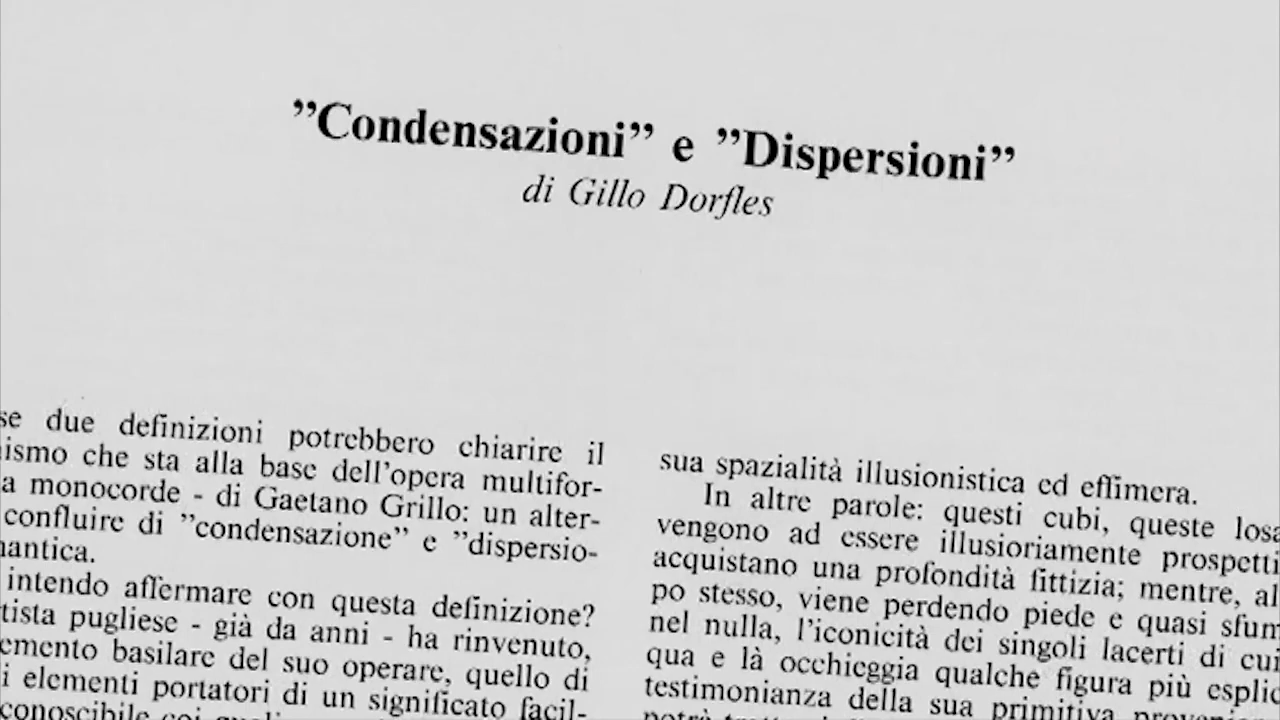 ”Condensazioni” e ”Dispersioni”
di Gillo Dorfles
se due definizioni potrebbero chiarire il
ismo che sta alla base dell’opera multifor-
a monocorde - di Gaetano Grillo: un alter-
confluire di ”condensazione” e ”dispersio-
mantica.
intendo affermare con questa definizione?
tista pugliese - già da anni - ha rinvenuto,
emento basilare del suo operare, quello di
i elementi portatori di un significato facil-
conoscibile coi
sua spazialità illusionistica ed effimera.
In altre parole: questi cubi, queste losa
vengono ad essere illusioriamente prospetti
acquistano una profondità fittizia; mentre, al
po stesso, viene perdendo piede e quasi sfum
nel nulla, l’iconicità dei singoli lacerti di cui
qua e là occhieggia qualche figura più esplic
testimonianza della sua primitiva
potrà